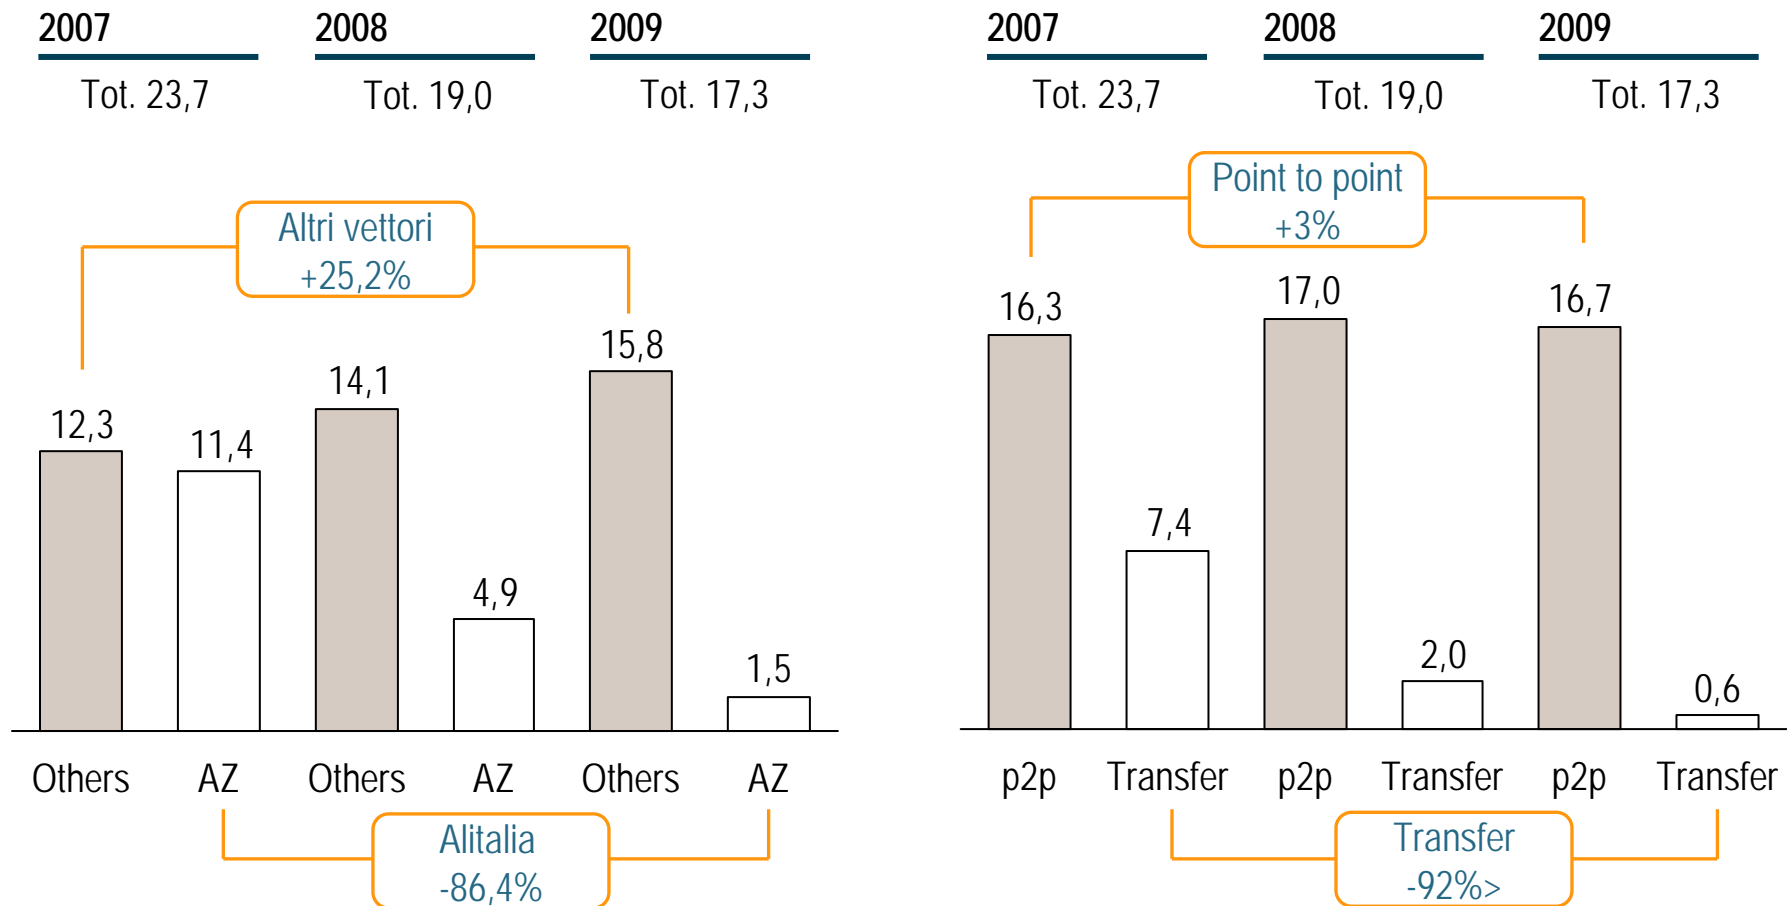 2007
2008
2009
Tot. 23,7
Tot. 19,0
Tot. 17,3
Altri vettori
+25,2%
12,3
11,4
14,1
4,9
15,8
1,5
Others
AZ
Others
AZ
Others
AZ
Alitalia
-86,4%
2007
2008
2009
Tot. 23,7
Tot. 19,0
Tot. 17,3
Point to point
+3%
16,3
7,4
17,0
2,0
16,7
0,6
p2p
Transfer
p2p
Transfer
p2p
Transfer
Transfer
-92%>